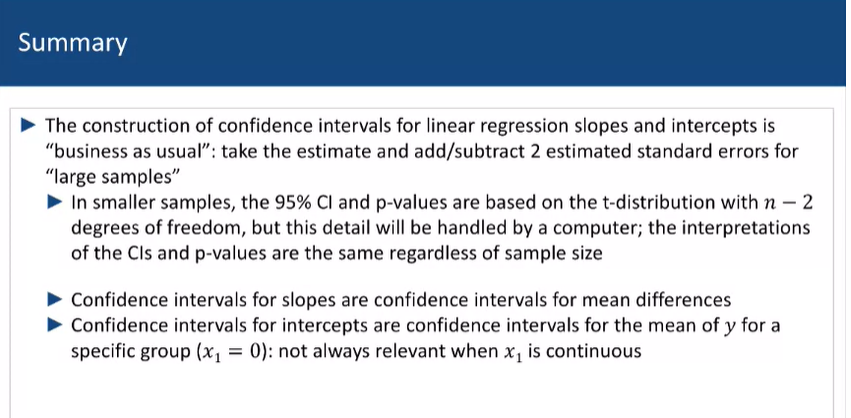 Summary
▶ The construction of confidence intervals for linear regression slopes and intercepts is
“business as usual”: take the estimate and add/subtract 2 estimated standard errors for
“large samples”
▶ In smaller samples, the 95% CI and p-values are based on the t-distribution with n − 2
degrees of freedom, but this detail will be handled by a computer; the interpretations
of the CIs and p-values are the same regardless of sample size
▶ Confidence intervals for slopes are confidence intervals for mean differences
▶ Confidence intervals for intercepts are confidence intervals for the mean of y for a
specific group (x₁ = 0): not always relevant when x₁ is continuous